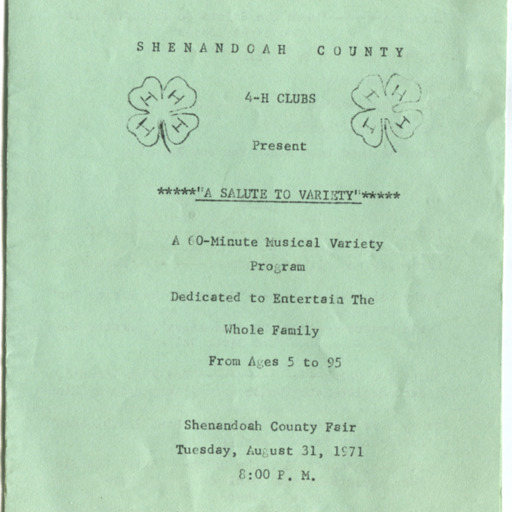 SHENANDOAH COUNTY
4-H CLUBS
H H H H
H H H H
Present
*****"A SALUTE TO VARIETY"*****
A 60-Minute Musical Variety
Program
Dedicated to Entertain The
Whole Family
From Ages 5 to 95
Shenandoah County Fair
Tuesday, August 31, 1971
8:00 P. M.